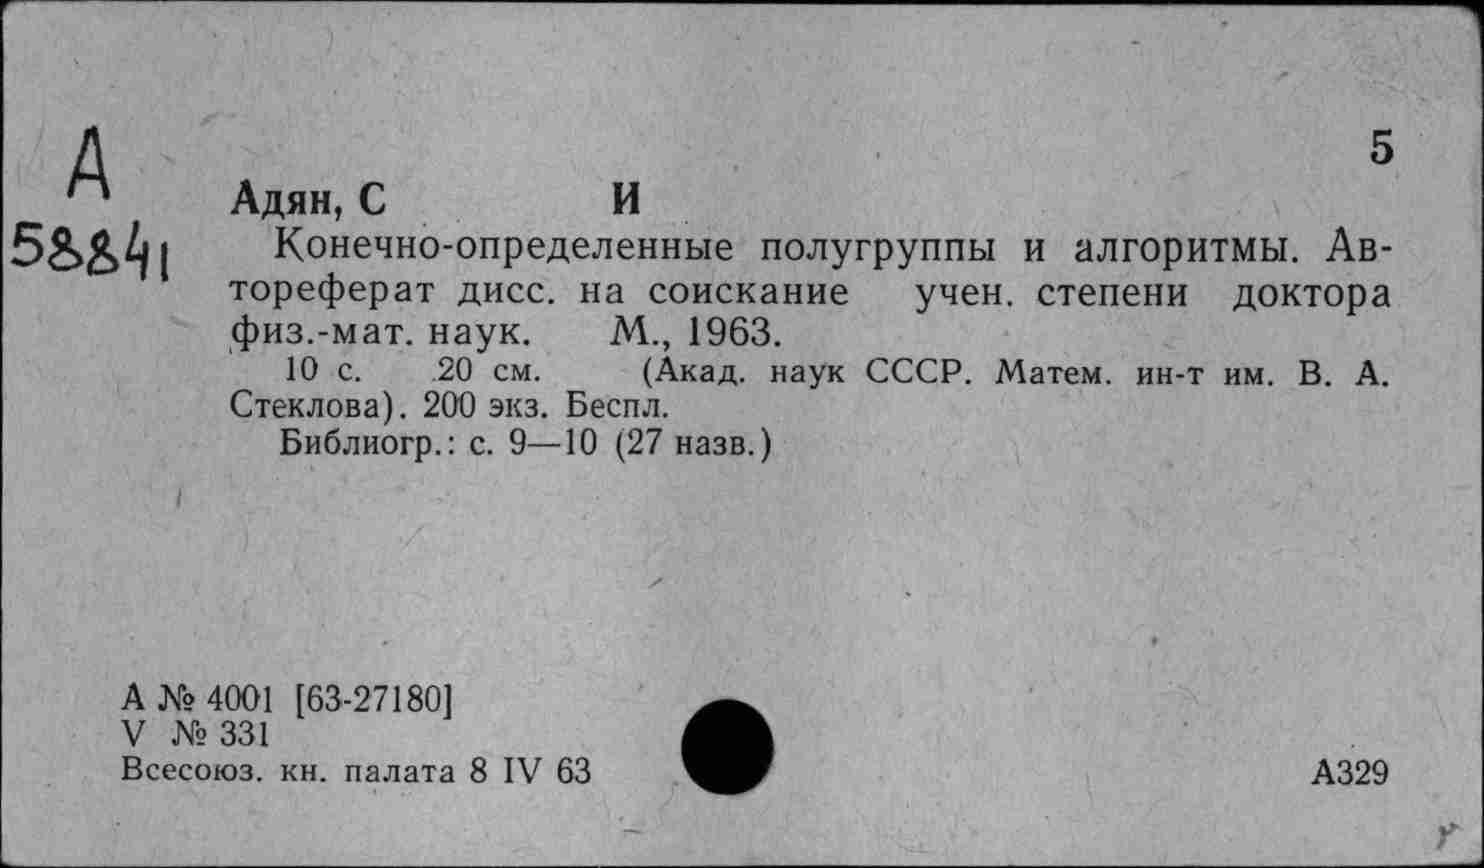 5
А
58841
Адян, С И
Конечно-определенные полугруппы и алгоритмы. Ав-
тореферат дисс. на соискание учен. степени доктора
физ.-мат. наук. М., 1963.
10 с. 20 см. (Акад. наук СССР. Матем. ин-т им. В. А.
Стеклова). 200 экз. Беспл.
Библиогр.: с. 9—10 (27 назв.)
А № 4001 [63-27180]
V № 331
Всесоюз. кн. палата 8 IV 63
А329